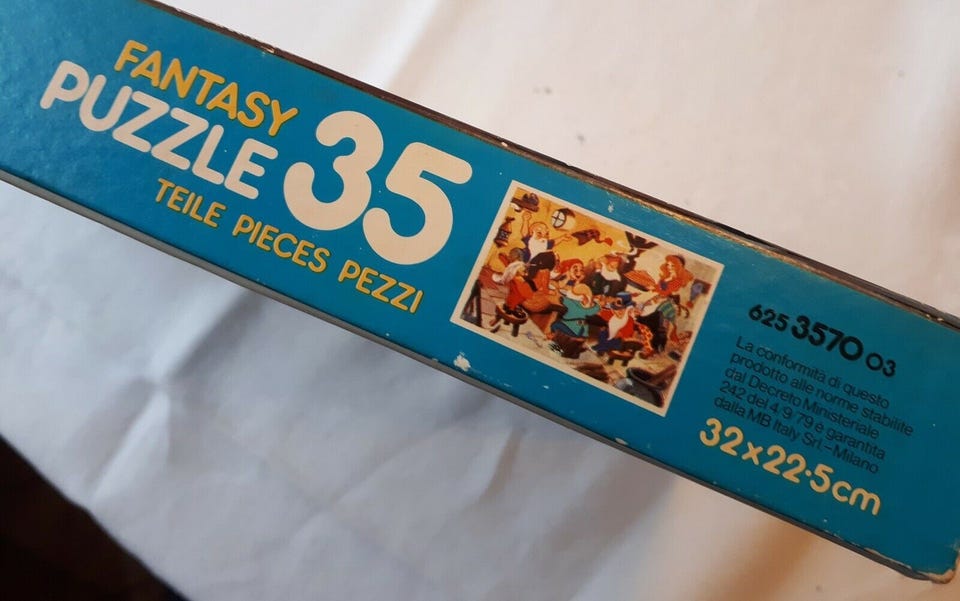 FANTASY
PUZZLE 35
TEILE PIECES PEZZI
625 3570 03
La conformità di questo
prodotto alle norme stabilite
dal Decreto Ministeriale
242 del 4/9/79 è garantita
dalla MB Italy Srl.-Milano
32x22·5cm